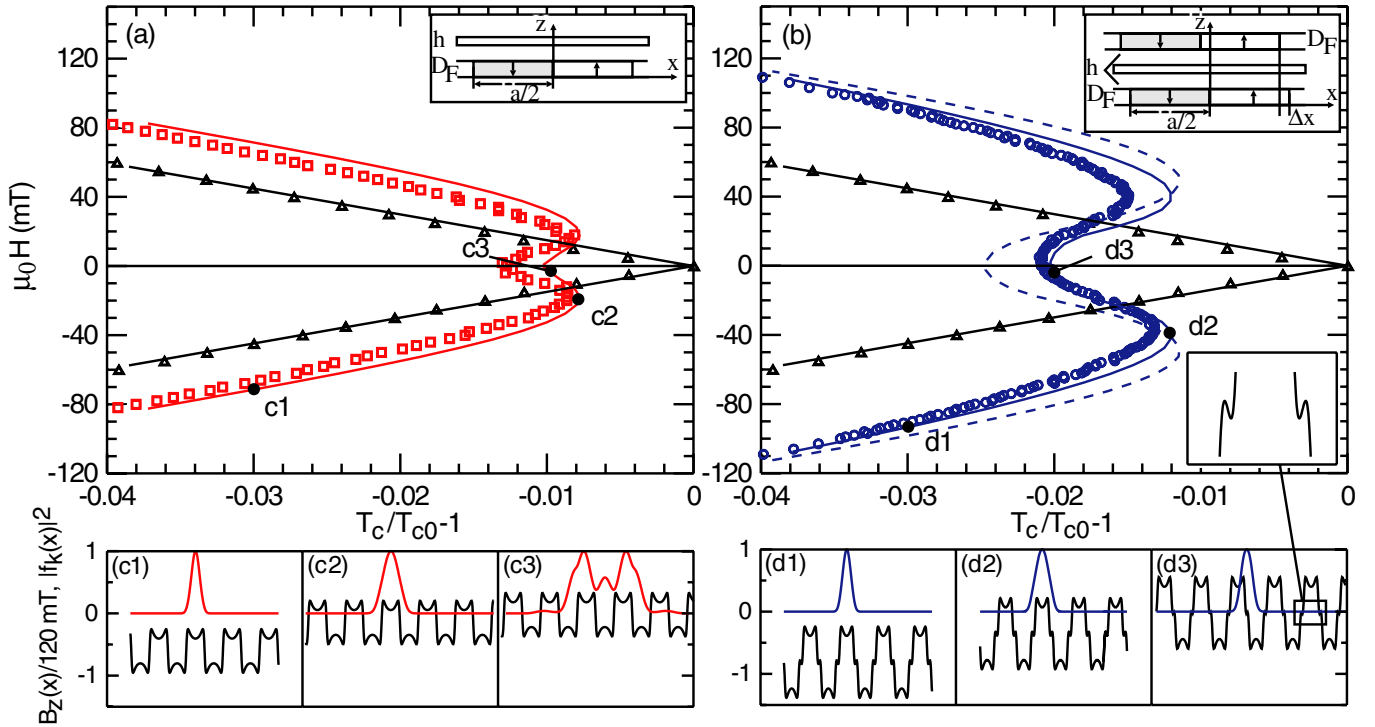 (a)
h
z
D_F
x
a/2
120
80
40
0
-40
-80
-120
μ₀H (mT)
c3
c2
c1
-0.04
-0.03
-0.02
-0.01
0
T_c/T_c0-1
(b)
z
D_F
h
D_F
x
a/2
Δx
d3
d2
d1
-0.04
-0.03
-0.02
-0.01
0
T_c/T_c0-1
B_z(x)/120 mT, |f_k(x)|²
1
0
-1
(c1)
(c2)
(c3)
1
0
-1
(d1)
(d2)
(d3)